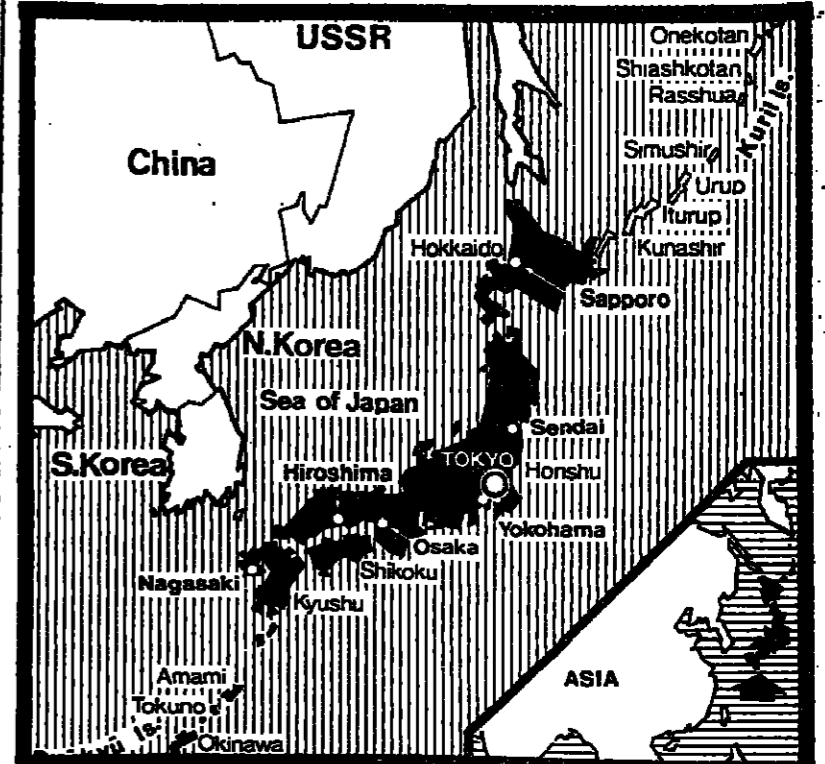 USSR
Onekotan
Shiashkotan
Rasshua
Kuril Is.
China
Simushir
Urup
Iturup
Hokkaido
Kunashir
Sapporo
N.Korea
Sea of Japan
Sendai
S.Korea
Hiroshima
TOKYO
Honshu
Yokohama
Osaka
Shikoku
Nagasaki
Kyushu
ASIA
Amami
Tokuno
Is.
Okinawa